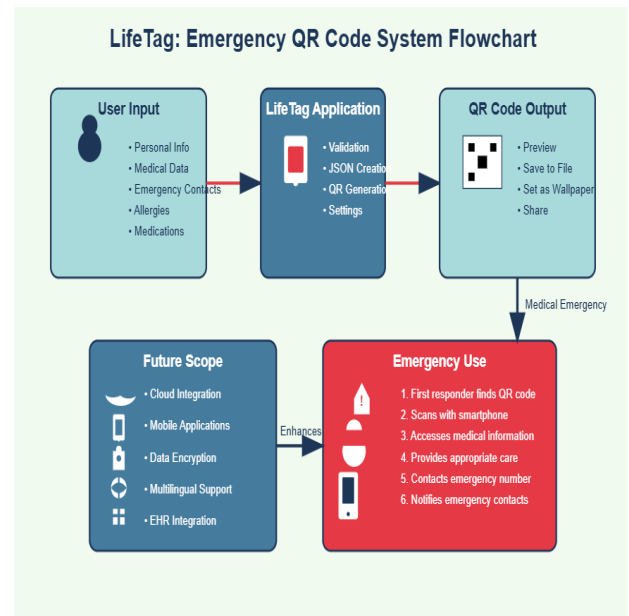 LifeTag: Emergency QR Code System Flowchart
User Input
• Personal Info
• Medical Data
• Emergency Contacts
• Allergies
• Medications
LifeTag Application
• Validation
• JSON Creatio
• QR Generatio
• Settings
QR Code Output
• Preview
• Save to File
• Set as Wallpaper
• Share
Medical Emergency
Future Scope
• Cloud Integration
• Mobile Applications
• Data Encryption
• Multilingual Support
• EHR Integration
Enhances
Emergency Use
!
1. First responder finds QR code
2. Scans with smartphone
3. Accesses medical information
4. Provides appropriate care
5. Contacts emergency number
6. Notifies emergency contacts